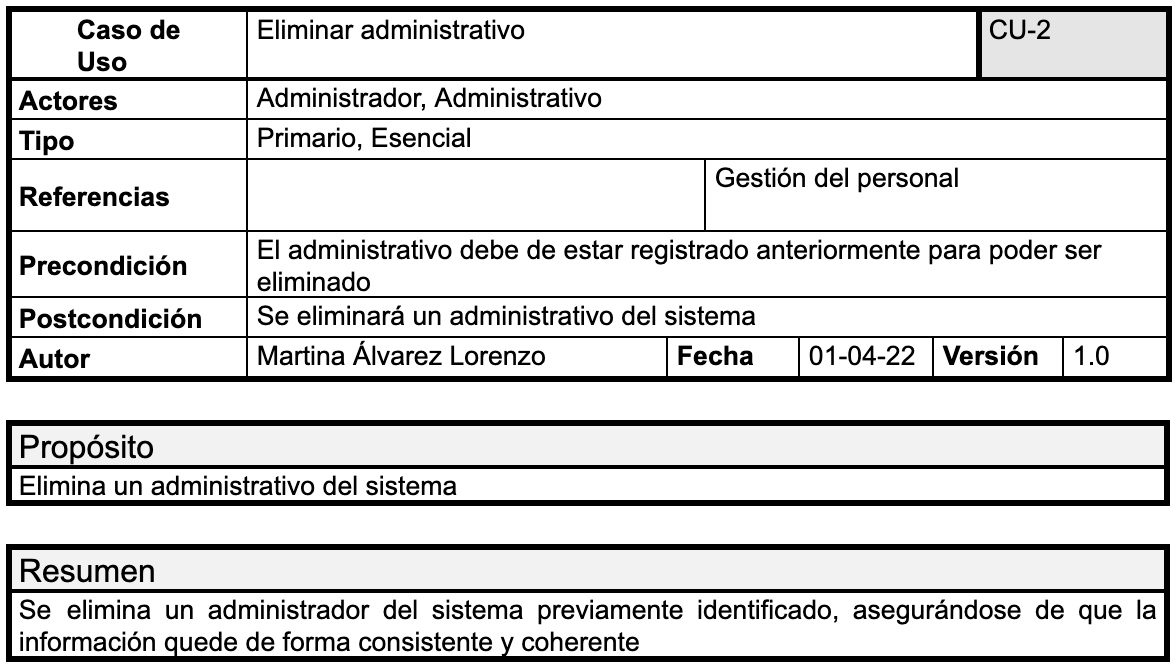 Caso de
Uso
Eliminar administrativo
CU-2
Actores
Administrador, Administrativo
Tipo
Primario, Esencial
Referencias
Gestión del personal
Precondición
El administrativo debe de estar registrado anteriormente para poder ser
eliminado
Postcondición
Se eliminará un administrativo del sistema
Autor
Martina Álvarez Lorenzo
Fecha
01-04-22
Versión
1.0
Propósito
Elimina un administrativo del sistema
Resumen
Se elimina un administrador del sistema previamente identificado, asegurándose de que la
información quede de forma consistente y coherente